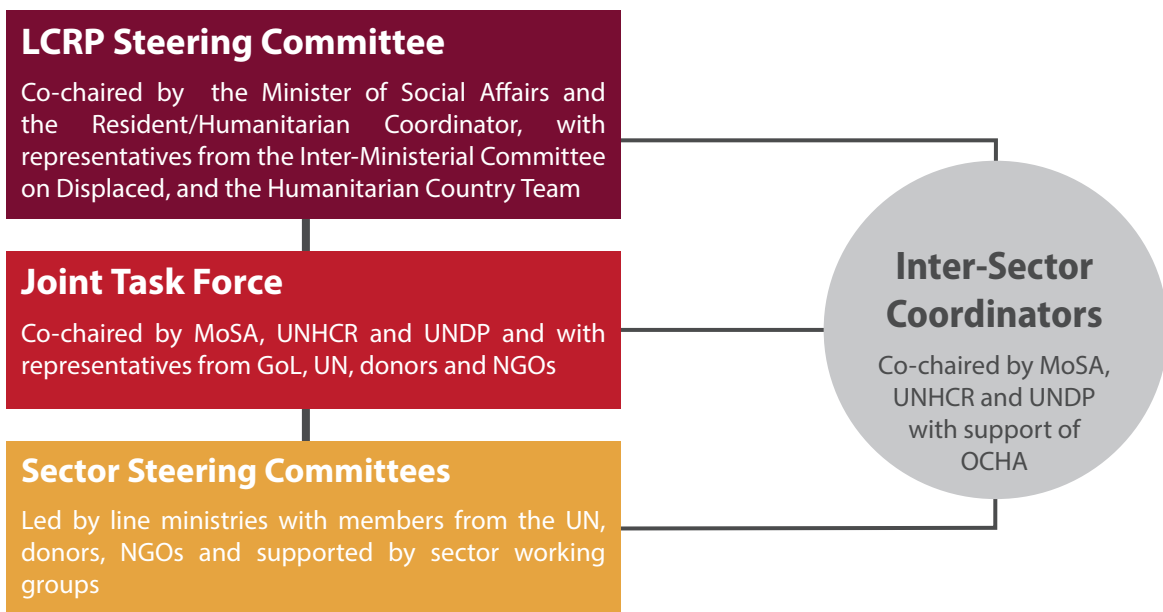 LCRP Steering Committee
Co-chaired by the Minister of Social Affairs and
the Resident/Humanitarian Coordinator, with
representatives from the Inter-Ministerial Committee
on Displaced, and the Humanitarian Country Team
Joint Task Force
Co-chaired by MoSA, UNHCR and UNDP and with
representatives from GoL, UN, donors and NGOs
Sector Steering Committees
Led by line ministries with members from the UN,
donors, NGOs and supported by sector working
groups
Inter-Sector
Coordinators
Co-chaired by MoSA,
UNHCR and UNDP
with support of
OCHA